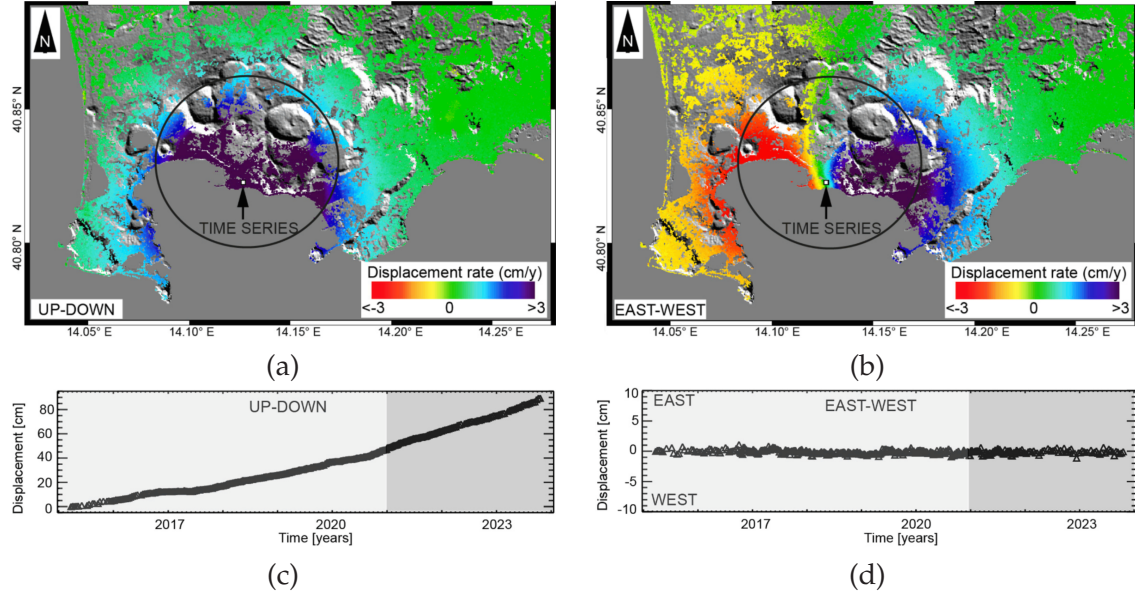 N
40.85° N
40.80° N
TIME SERIES
Displacement rate (cm/y)
<-3 0 >3
UP-DOWN
14.05° E 14.10° E 14.15° E 14.20° E
(a)
N
40.85° N
40.80° N
TIME SERIES
Displacement rate (cm/y)
<-3 0 >3
EAST-WEST
14.05° E 14.10° E 14.15° E 14.20° E 14.25° E
(b)
UP-DOWN
Displacement [cm]
80
60
40
20
0
2017 2020 2023
Time [years]
(c)
EAST EAST-WEST
WEST
Displacement [cm]
10
5
0
-5
-10
2017 2020 2023
Time [years]
(d)